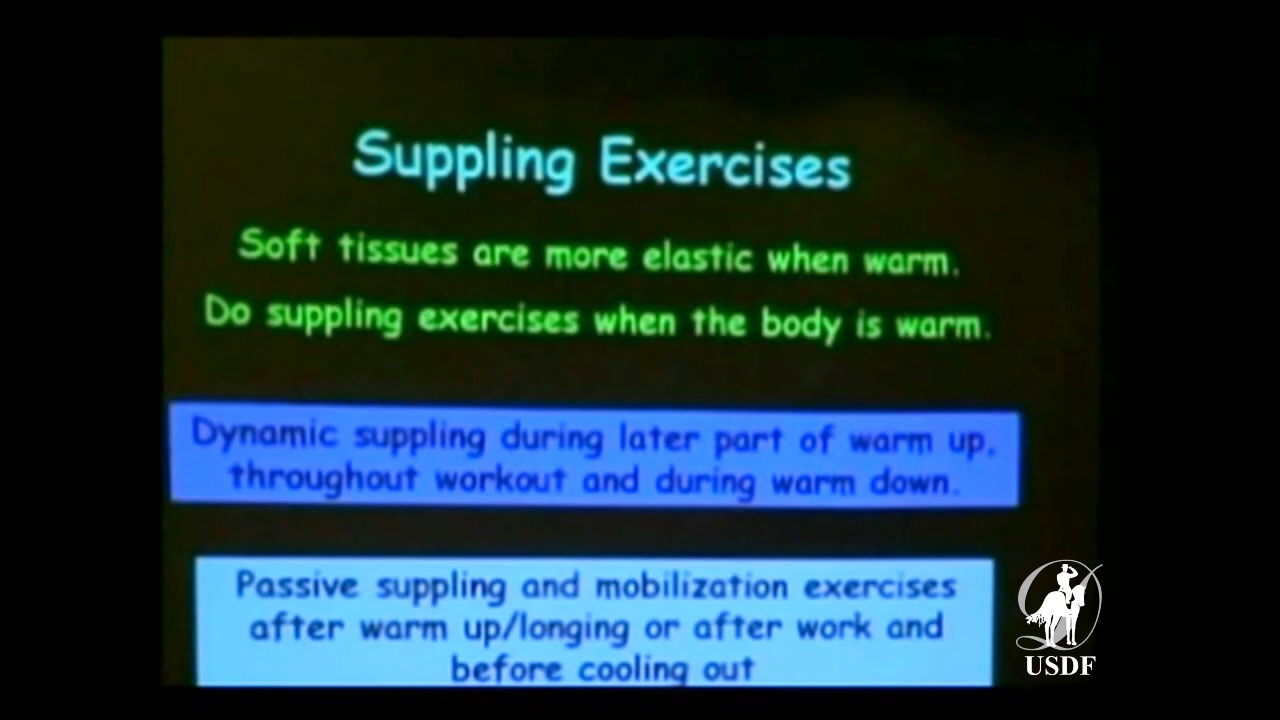 Suppling Exercises
Soft tissues are more elastic when warm.
Do suppling exercises when the body is warm.
Dynamic suppling during later part of warm up,
throughout workout and during warm down.
Passive suppling and mobilization exercises
after warm up/longing or after work and
before cooling out
USDF